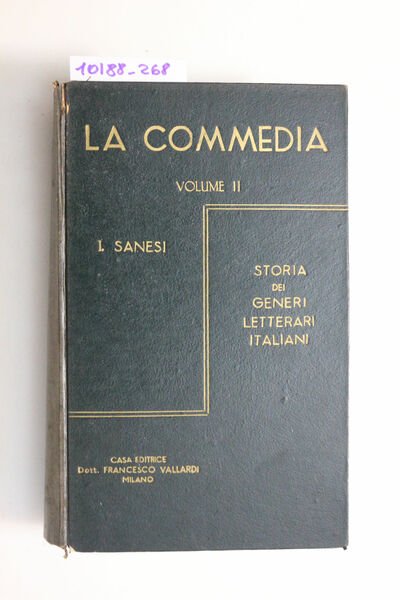 10188_268
LA COMMEDIA
VOLUME II
I. SANESI
STORIA
DEI
GENERI
LETTERARI
ITALIANI
CASA EDITRICE
Dott. FRANCESCO VALLARDI
MILANO